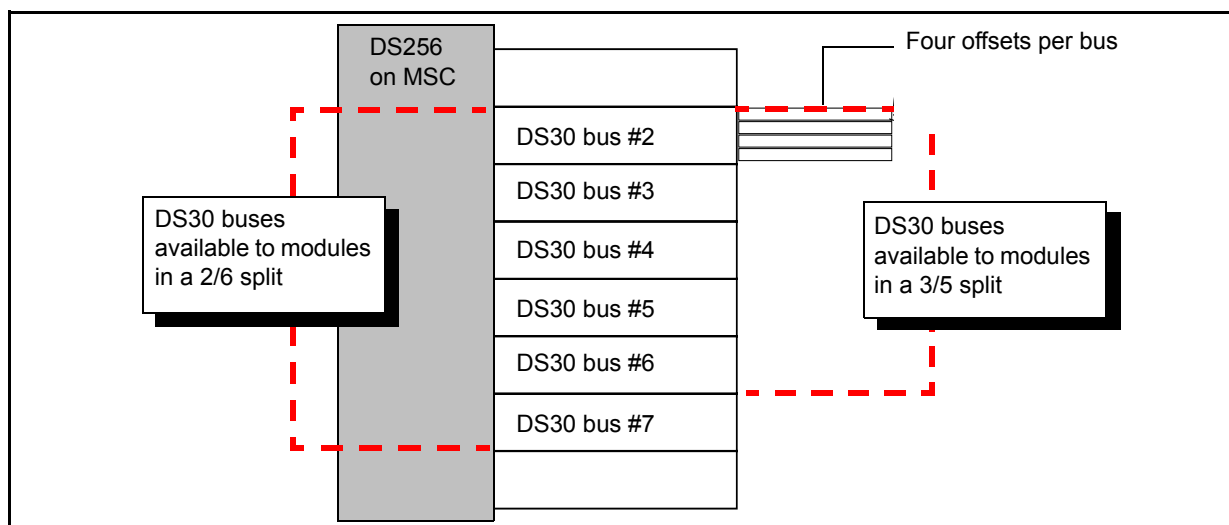 DS256
on MSC
Four offsets per bus
DS30 bus #2
DS30 bus #3
DS30 bus #4
DS30 bus #5
DS30 bus #6
DS30 bus #7
DS30 buses
available to modules
in a 2/6 split
DS30 buses
available to modules
in a 3/5 split